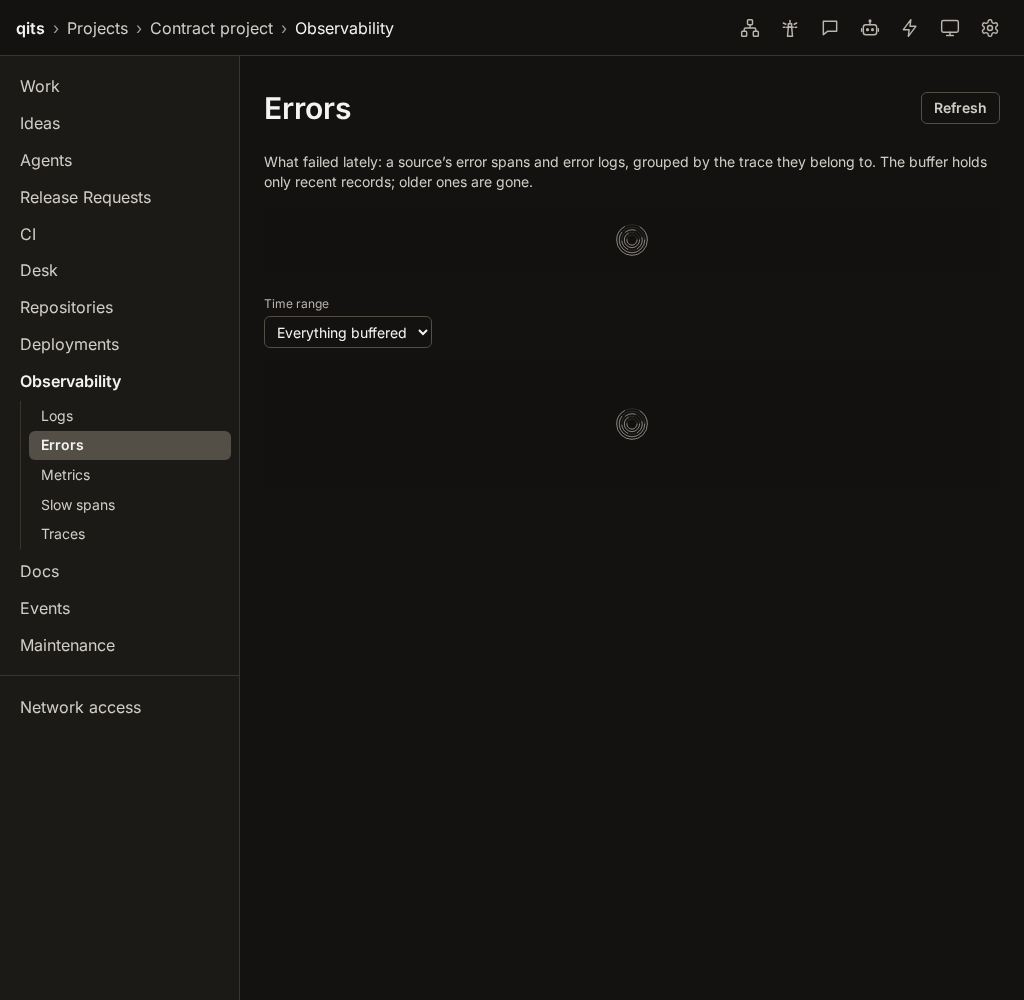 qits › Projects › Contract project › Observability
Work
Ideas
Agents
Release Requests
CI
Desk
Repositories
Deployments
Observability
Logs
Errors
Metrics
Slow spans
Traces
Docs
Events
Maintenance
Network access
Errors
Refresh
What failed lately: a source’s error spans and error logs, grouped by the trace they belong to. The buffer holds
only recent records; older ones are gone.
Time range
Everything buffered